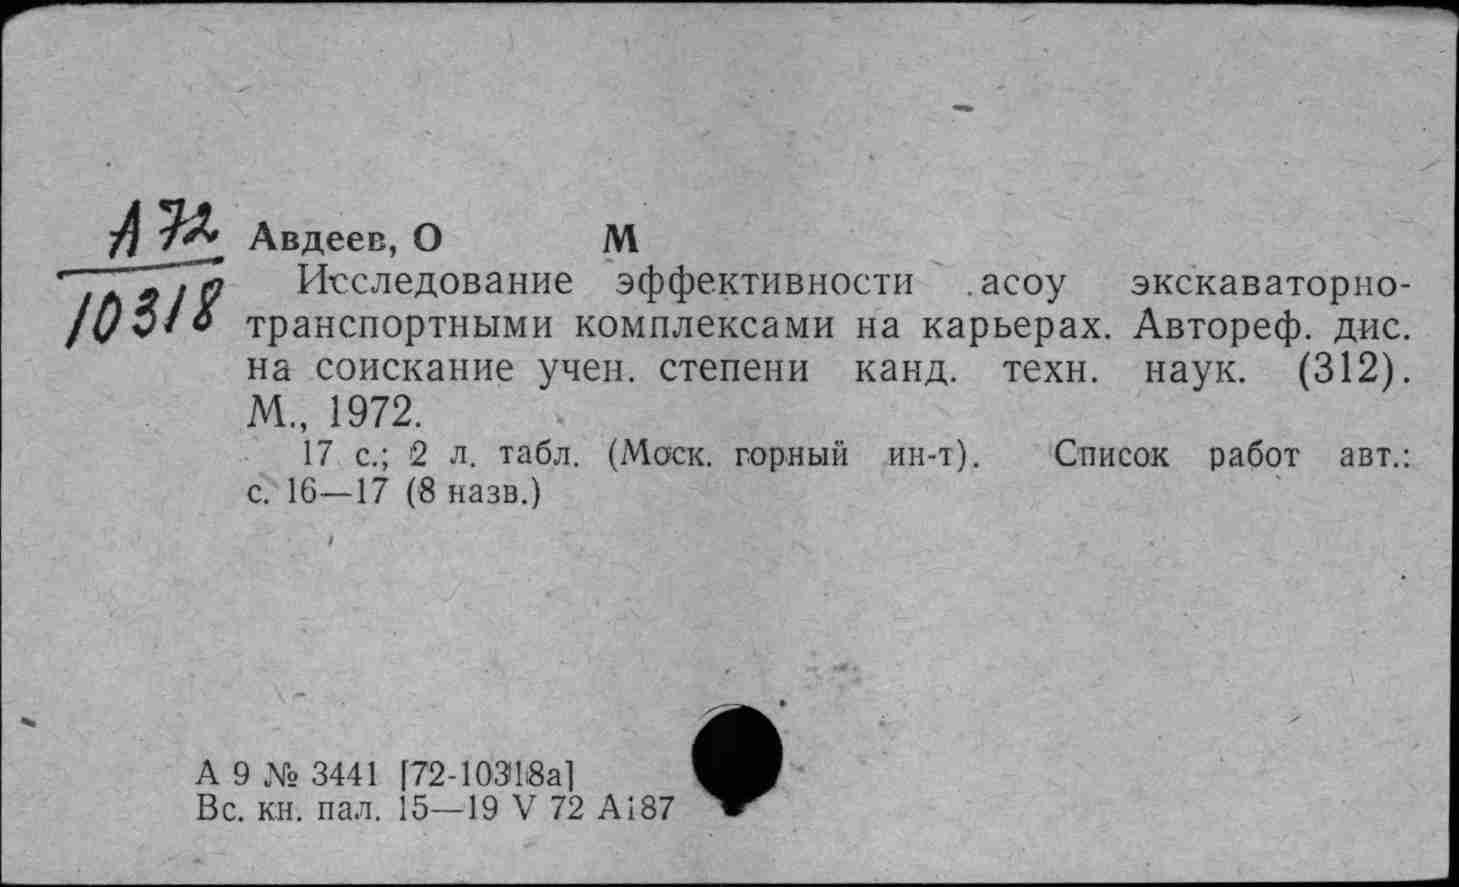 А 72
10318
Авдеев, О М
Исследование эффективности асоу экскаваторно-
транспортными комплексами на карьерах. Автореф. дис.
на соискание учен. степени канд. техн. наук. (312).
М., 1972.
17 с.; 2 л. табл. (Моск. горный ин-т). Список работ авт.:
с. 16—17 (8 назв.)
А 9 № 3441 [72-10318а]
Вс. кн. пал. 15—19 V 72 А187